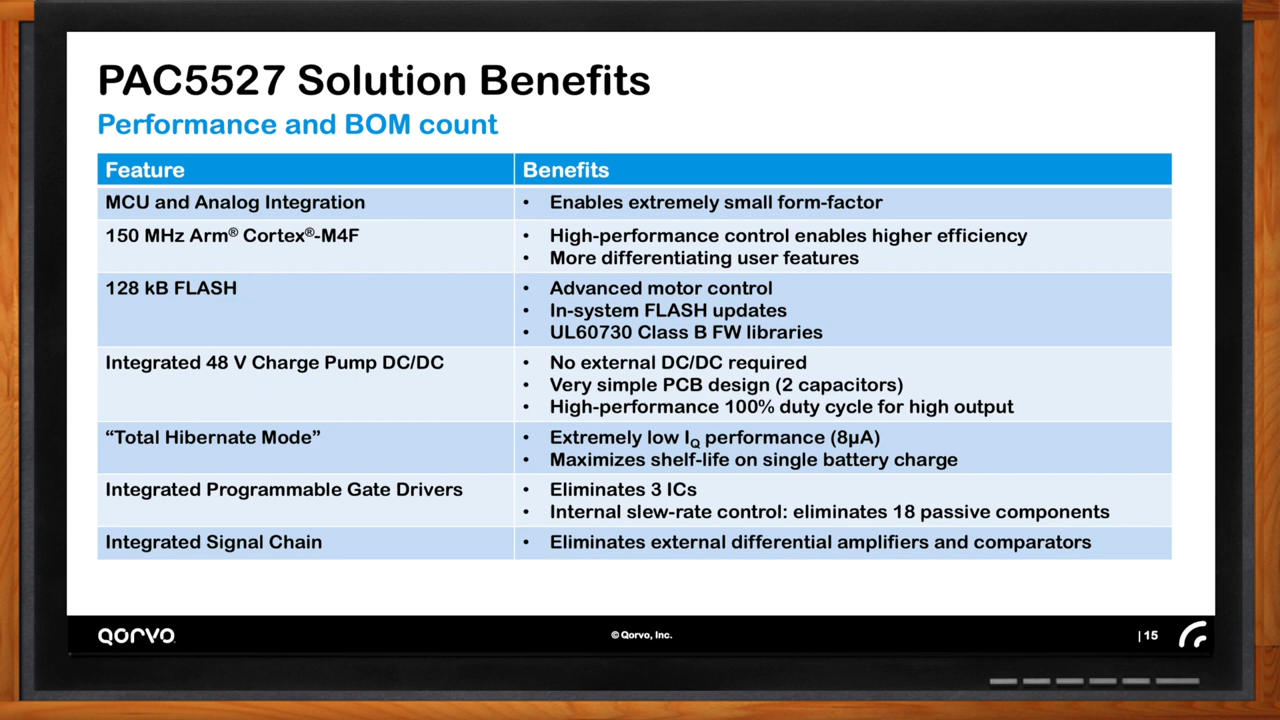 PAC5527 Solution Benefits
Performance and BOM count
Feature
Benefits
MCU and Analog Integration
• Enables extremely small form-factor
150 MHz Arm® Cortex®-M4F
• High-performance control enables higher efficiency
• More differentiating user features
128 kB FLASH
• Advanced motor control
• In-system FLASH updates
• UL60730 Class B FW libraries
Integrated 48 V Charge Pump DC/DC
• No external DC/DC required
• Very simple PCB design (2 capacitors)
• High-performance 100% duty cycle for high output
“Total Hibernate Mode”
• Extremely low IQ performance (8µA)
• Maximizes shelf-life on single battery charge
Integrated Programmable Gate Drivers
• Eliminates 3 ICs
• Internal slew-rate control: eliminates 18 passive components
Integrated Signal Chain
• Eliminates external differential amplifiers and comparators
QORVO
© Qorvo, Inc.
| 15